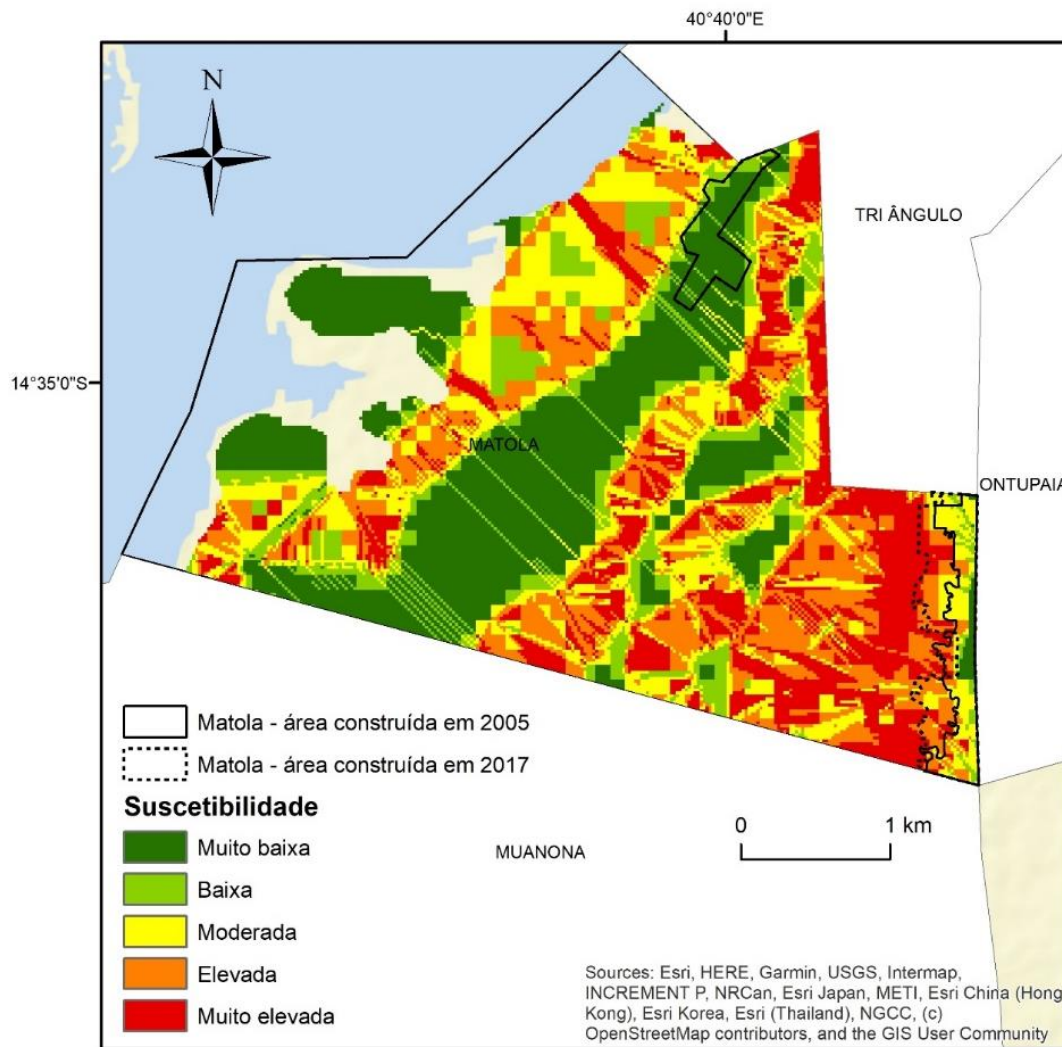 40°40'0"E
N
TRI ÂNGULO
14°35'0"S
MATOLA
ONTUPAIA
Matola - área construída em 2005
Matola - área construída em 2017
Suscetibilidade
Muito baixa
Baixa
Moderada
Elevada
Muito elevada
0 1 km
MUANONA
Sources: Esri, HERE, Garmin, USGS, Intermap,
INCREMENT P, NRCan, Esri Japan, METI, Esri China (Hong
Kong), Esri Korea, Esri (Thailand), NGCC, (c)
OpenStreetMap contributors, and the GIS User Community